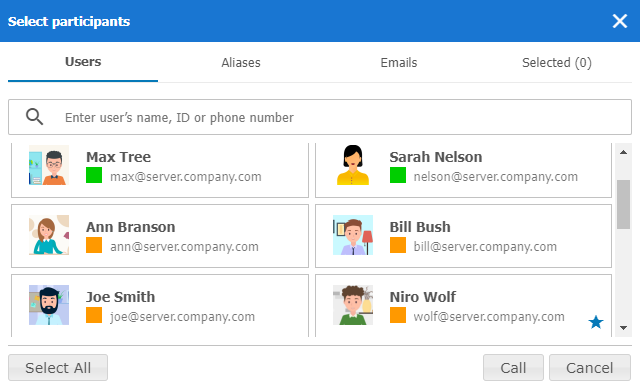 Select participants
Users Aliases Emails Selected (0)
Enter user's name, ID or phone number
Max Tree
max@server.company.com
Sarah Nelson
nelson@server.company.com
Ann Branson
ann@server.company.com
Bill Bush
bill@server.company.com
Joe Smith
joe@server.company.com
Niro Wolf
wolf@server.company.com
Select All Call Cancel